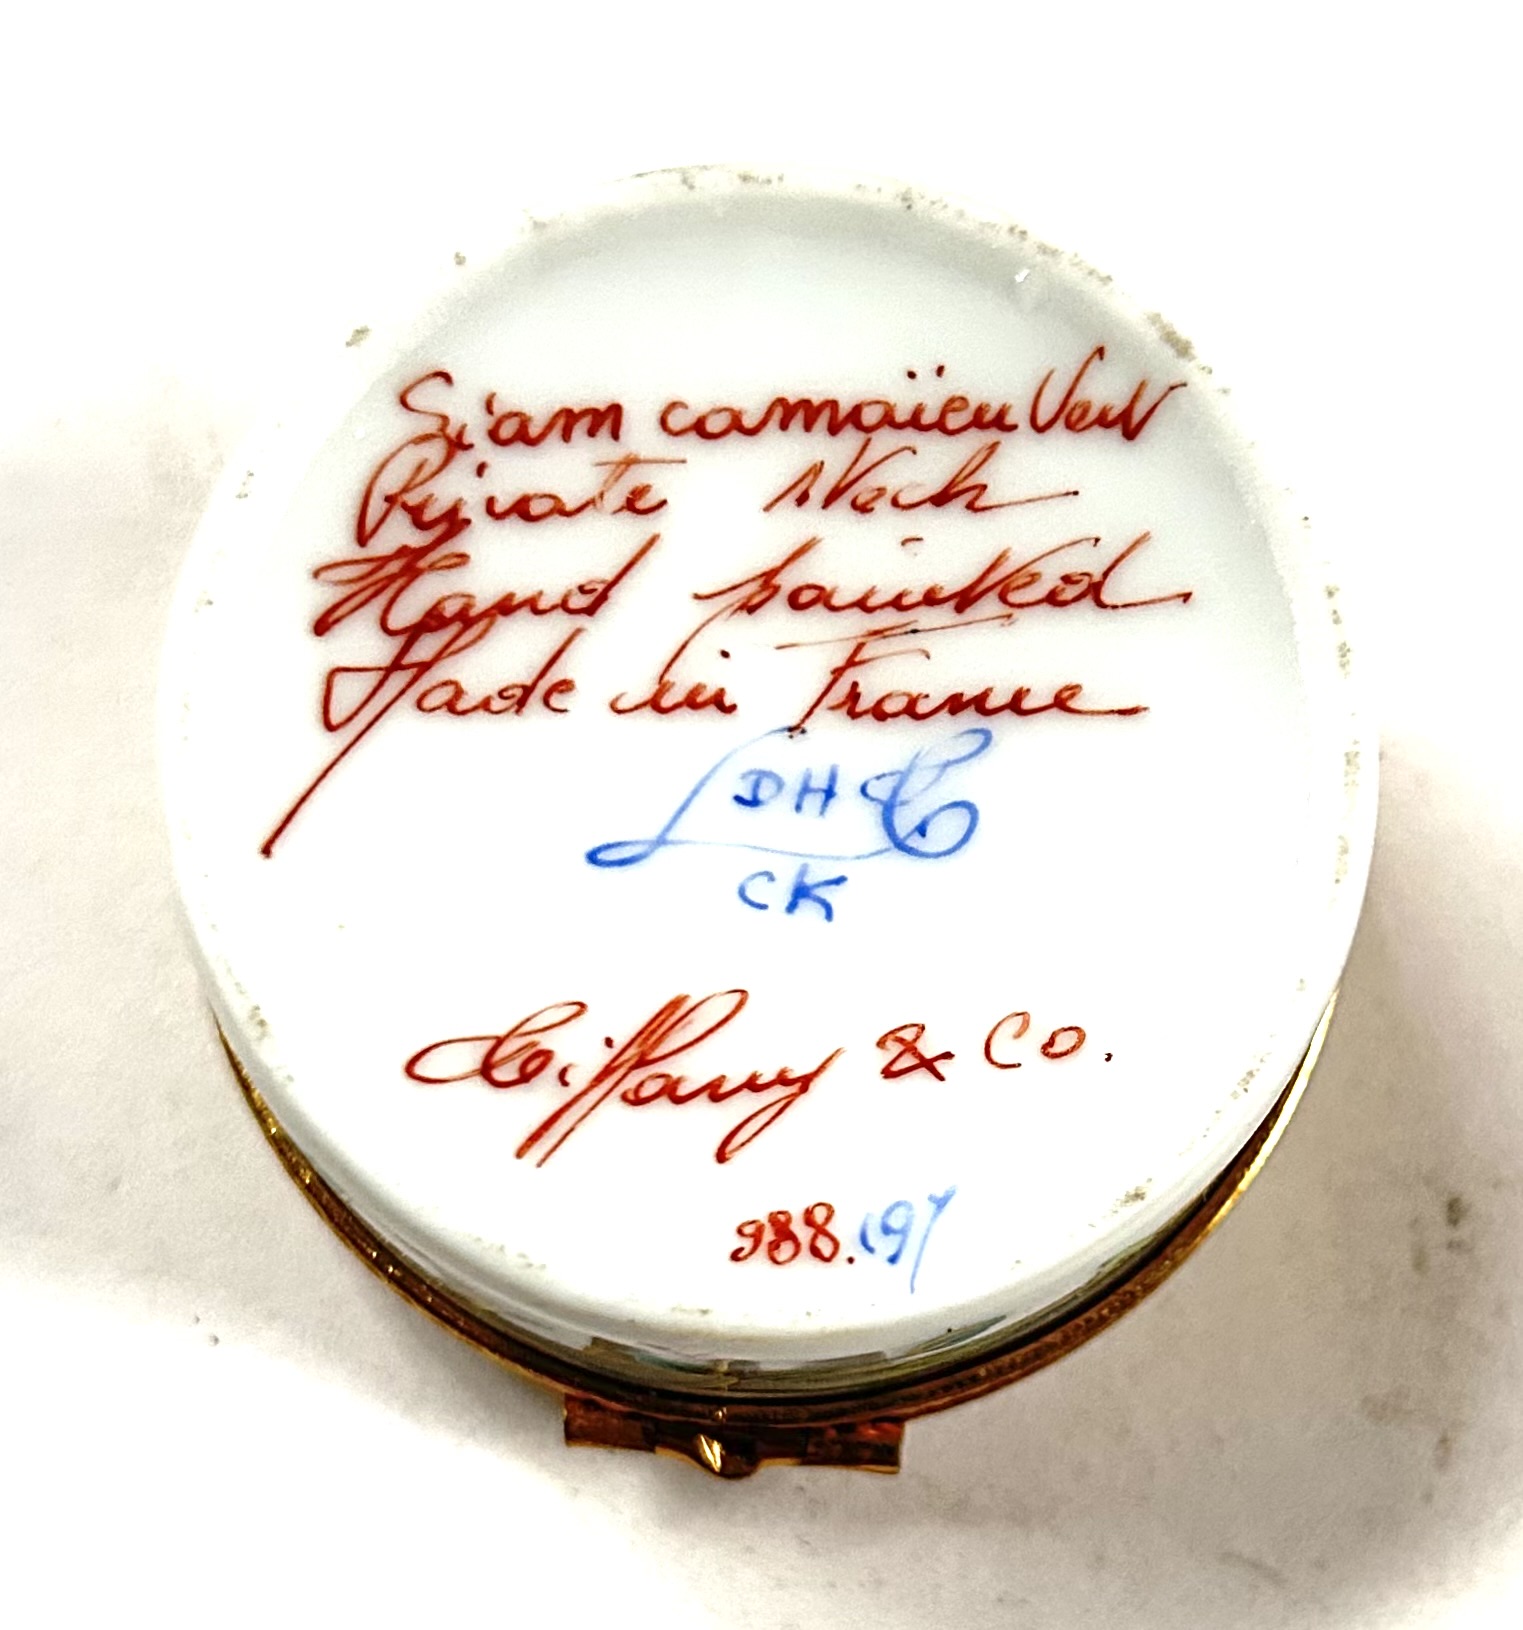 Siam camaïeu Vert
Private Stock
Hand painted
Made in France
L DH C
CK
Tiffany & Co.
988.197